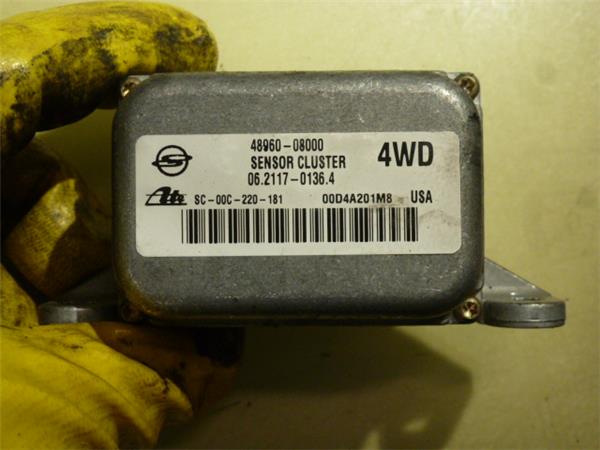 48960-08000
SENSOR CLUSTER 4WD
06.2117-0136.4
Ate SC-00C-220-181 00D4A201M8 USA